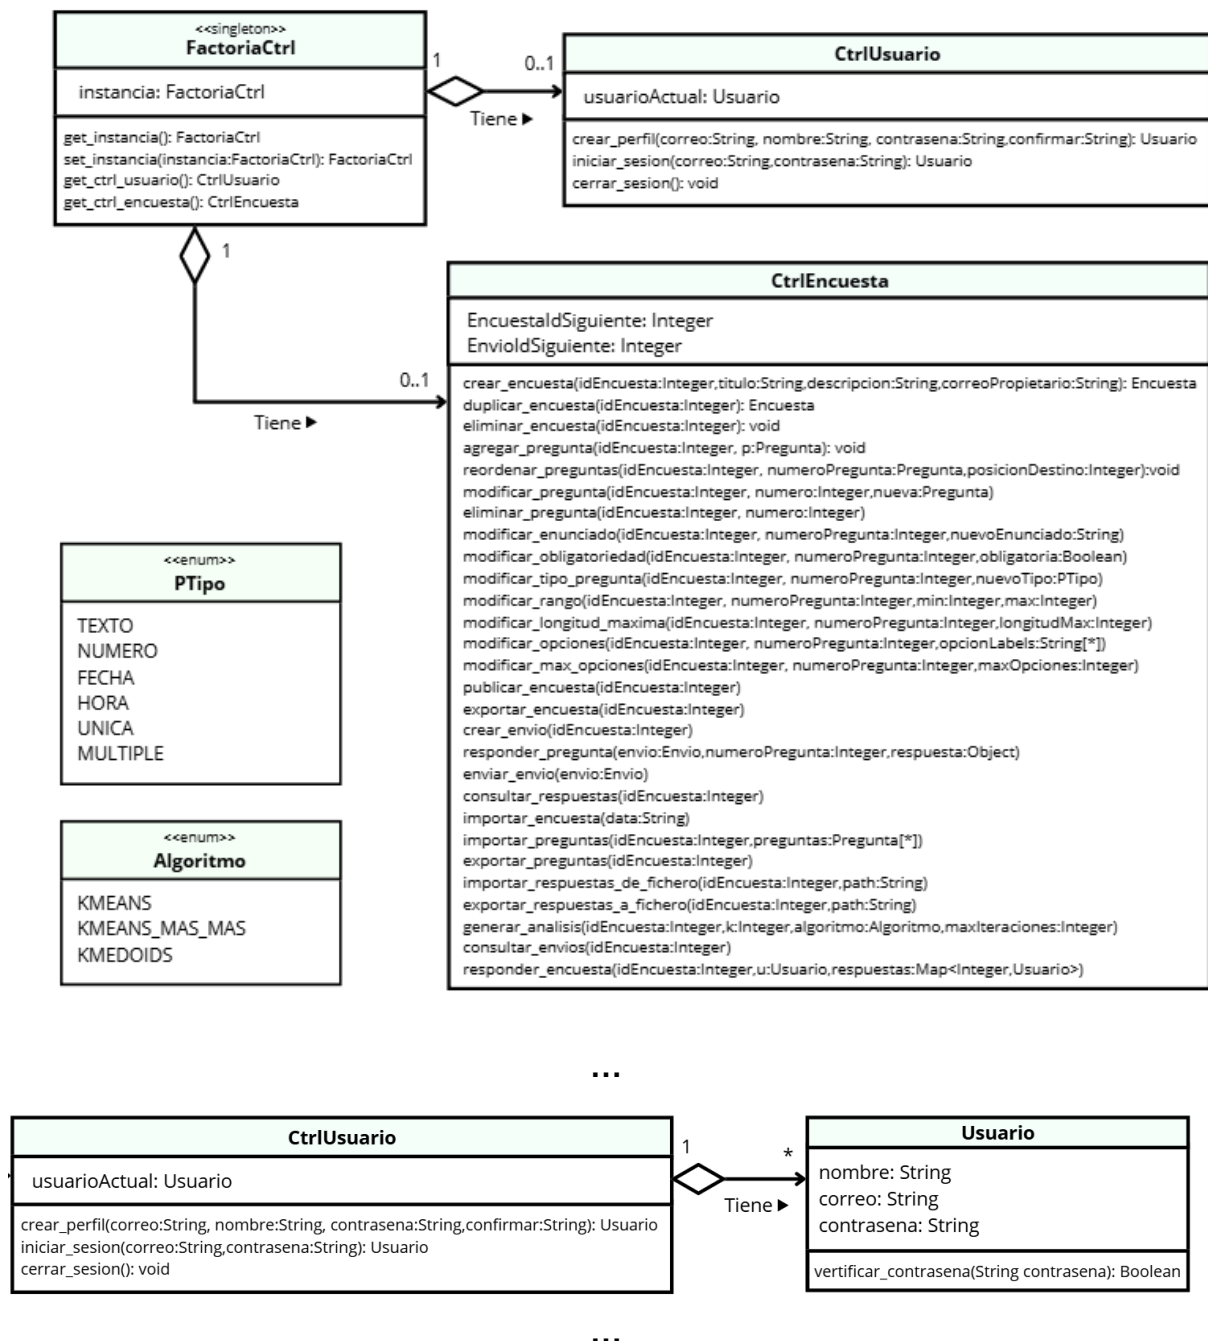 <<singleton>>
FactoriaCtrl
instancia: FactoriaCtrl
get_instancia(): FactoriaCtrl
set_instancia(instancia:FactoriaCtrl): FactoriaCtrl
get_ctrl_usuario(): CtrlUsuario
get_ctrl_encuesta(): CtrlEncuesta
1
0..1
Tiene
CtrlUsuario
usuarioActual: Usuario
crear_perfil(correo:String, nombre:String, contrasena:String,confirmar:String): Usuario
iniciar_sesion(correo:String,contrasena:String): Usuario
cerrar_sesion(): void
1
0..1
Tiene
CtrlEncuesta
EncuestaIdSiguiente: Integer
EnvioIdSiguiente: Integer
crear_encuesta(idEncuesta:Integer,titulo:String,descripcion:String,correoPropietario:String): Encuesta
duplicar_encuesta(idEncuesta:Integer): Encuesta
eliminar_encuesta(idEncuesta:Integer): void
agregar_pregunta(idEncuesta:Integer, p:Pregunta): void
reordenar_preguntas(idEncuesta:Integer, numeroPregunta:Pregunta,posicionDestino:Integer):void
modificar_pregunta(idEncuesta:Integer, numero:Integer,nueva:Pregunta)
eliminar_pregunta(idEncuesta:Integer, numero:Integer)
modificar_enunciado(idEncuesta:Integer, numeroPregunta:Integer,nuevoEnunciado:String)
modificar_obligatoriedad(idEncuesta:Integer, numeroPregunta:Integer,obligatoria:Boolean)
modificar_tipo_pregunta(idEncuesta:Integer, numeroPregunta:Integer,nuevoTipo:PTipo)
modificar_rango(idEncuesta:Integer, numeroPregunta:Integer,min:Integer,max:Integer)
modificar_longitud_maxima(idEncuesta:Integer, numeroPregunta:Integer,longitudMax:Integer)
modificar_opciones(idEncuesta:Integer, numeroPregunta:Integer,opcionLabels:String[*])
modificar_max_opciones(idEncuesta:Integer, numeroPregunta:Integer,maxOpciones:Integer)
publicar_encuesta(idEncuesta:Integer)
exportar_encuesta(idEncuesta:Integer)
crear_envio(idEncuesta:Integer)
responder_pregunta(envio:Envio,numeroPregunta:Integer,respuesta:Object)
enviar_envio(envio:Envio)
consultar_respuestas(idEncuesta:Integer)
importar_encuesta(data:String)
importar_preguntas(idEncuesta:Integer,preguntas:Pregunta[*])
exportar_preguntas(idEncuesta:Integer)
importar_respuestas_de_fichero(idEncuesta:Integer,path:String)
exportar_respuestas_a_fichero(idEncuesta:Integer,path:String)
generar_analisis(idEncuesta:Integer,k:Integer,algoritmo:Algoritmo,maxIteraciones:Integer)
consultar_envios(idEncuesta:Integer)
responder_encuesta(idEncuesta:Integer,u:Usuario,respuestas:Map<Integer,Usuario>)
<<enum>>
PTipo
TEXTO
NUMERO
FECHA
HORA
UNICA
MULTIPLE
<<enum>>
Algoritmo
KMEANS
KMEANS_MAS_MAS
KMEDOIDS
...
CtrlUsuario
usuarioActual: Usuario
crear_perfil(correo:String, nombre:String, contrasena:String,confirmar:String): Usuario
iniciar_sesion(correo:String,contrasena:String): Usuario
cerrar_sesion(): void
1
*
Tiene
Usuario
nombre: String
correo: String
contrasena: String
vertificar_contrasena(String contrasena): Boolean
...